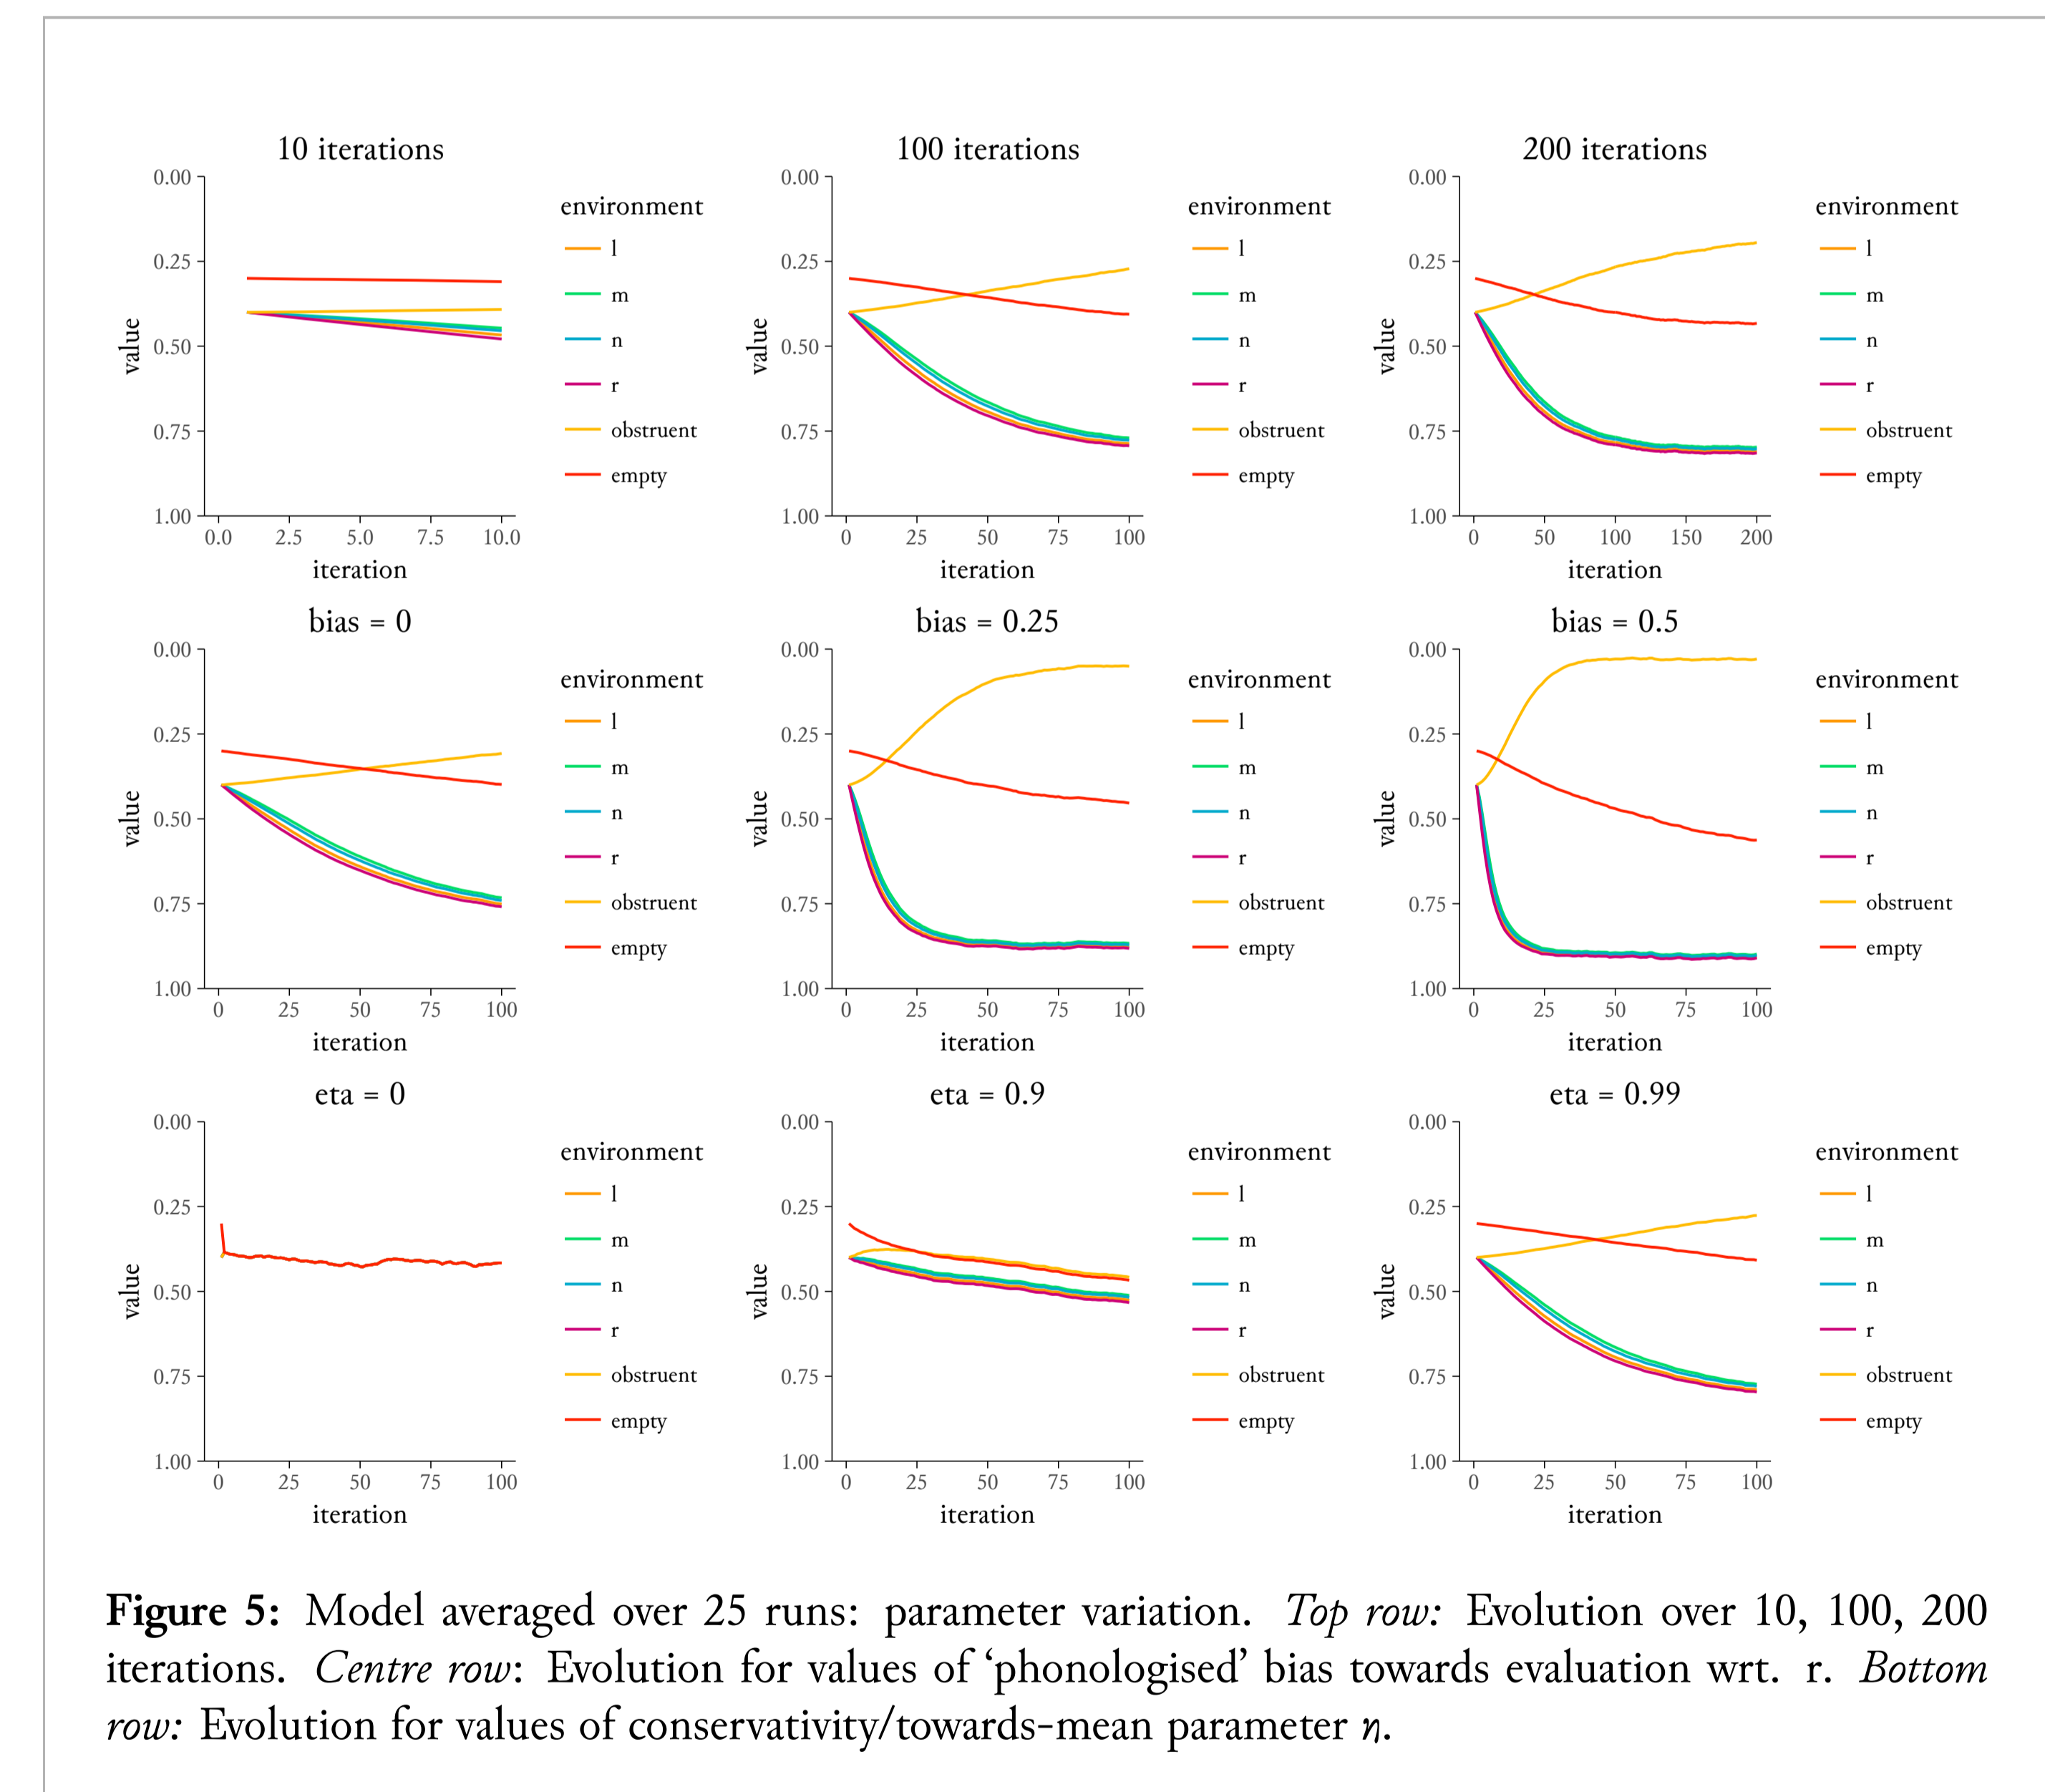 10 iterations
0.00
0.25
0.50
0.75
1.00
value
0.0 2.5 5.0 7.5 10.0
iteration
environment
l
m
n
r
obstruent
empty
100 iterations
0.00
0.25
0.50
0.75
1.00
value
0 25 50 75 100
iteration
environment
l
m
n
r
obstruent
empty
200 iterations
0.00
0.25
0.50
0.75
1.00
value
0 50 100 150 200
iteration
environment
l
m
n
r
obstruent
empty
bias = 0
0.00
0.25
0.50
0.75
1.00
value
0 25 50 75 100
iteration
environment
l
m
n
r
obstruent
empty
bias = 0.25
0.00
0.25
0.50
0.75
1.00
value
0 25 50 75 100
iteration
environment
l
m
n
r
obstruent
empty
bias = 0.5
0.00
0.25
0.50
0.75
1.00
value
0 25 50 75 100
iteration
environment
l
m
n
r
obstruent
empty
eta = 0
0.00
0.25
0.50
0.75
1.00
value
0 25 50 75 100
iteration
environment
l
m
n
r
obstruent
empty
eta = 0.9
0.00
0.25
0.50
0.75
1.00
value
0 25 50 75 100
iteration
environment
l
m
n
r
obstruent
empty
eta = 0.99
0.00
0.25
0.50
0.75
1.00
value
0 25 50 75 100
iteration
environment
l
m
n
r
obstruent
empty
Figure 5: Model averaged over 25 runs: parameter variation. Top row: Evolution over 10, 100, 200
iterations. Centre row: Evolution for values of ‘phonologised’ bias towards evaluation wrt. r. Bottom
row: Evolution for values of conservativity/towards-mean parameter η.